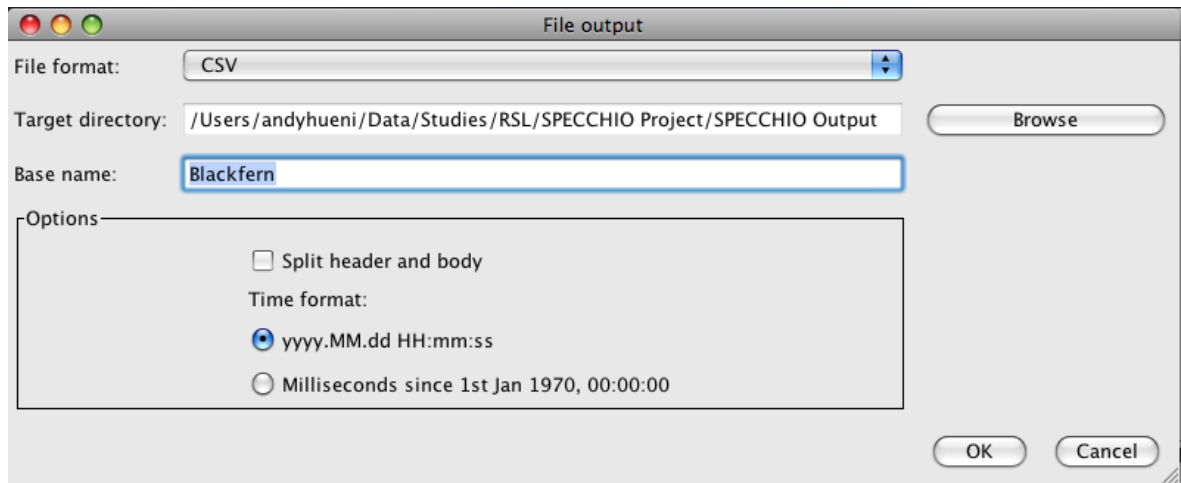 File output
File format: CSV
Target directory: /Users/andyhueni/Data/Studies/RSL/SPECCHIO Project/SPECCHIO Output Browse
Base name: Blackfern
Options
Split header and body
Time format:
yyyy.MM.dd HH:mm:ss
Milliseconds since 1st Jan 1970, 00:00:00
OK Cancel